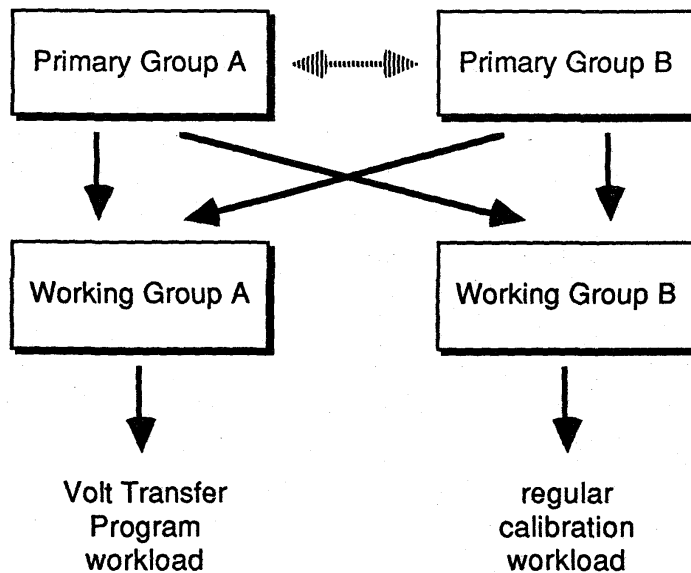 Primary Group A
Primary Group B
Working Group A
Working Group B
Volt Transfer
Program
workload
regular
calibration
workload